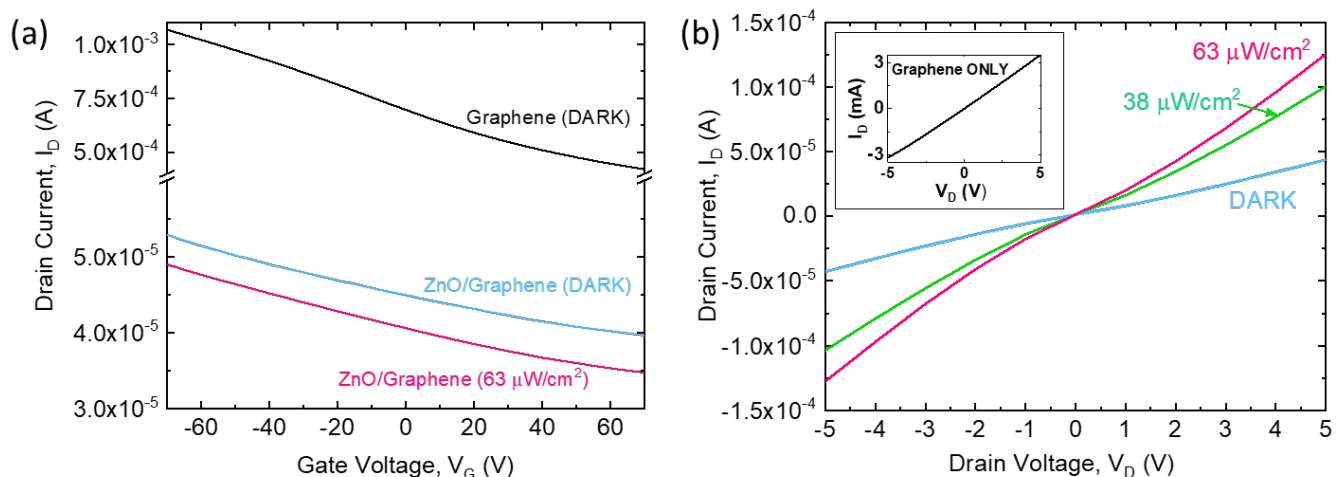 (a)
Drain Current, I_D (A)
1.0x10⁻³
7.5x10⁻⁴
5.0x10⁻⁴
5.0x10⁻⁵
4.0x10⁻⁵
3.0x10⁻⁵
Graphene (DARK)
ZnO/Graphene (DARK)
ZnO/Graphene (63 μW/cm²)
-60 -40 -20 0 20 40 60
Gate Voltage, V_G (V)
(b)
Drain Current, I_D (A)
1.5x10⁻⁴
1.0x10⁻⁴
5.0x10⁻⁵
0.0
-5.0x10⁻⁵
-1.0x10⁻⁴
-1.5x10⁻⁴
Graphene ONLY
I_D (mA)
3
0
-3
-5 0 5
V_D (V)
63 μW/cm²
38 μW/cm²
DARK
-5 -4 -3 -2 -1 0 1 2 3 4 5
Drain Voltage, V_D (V)